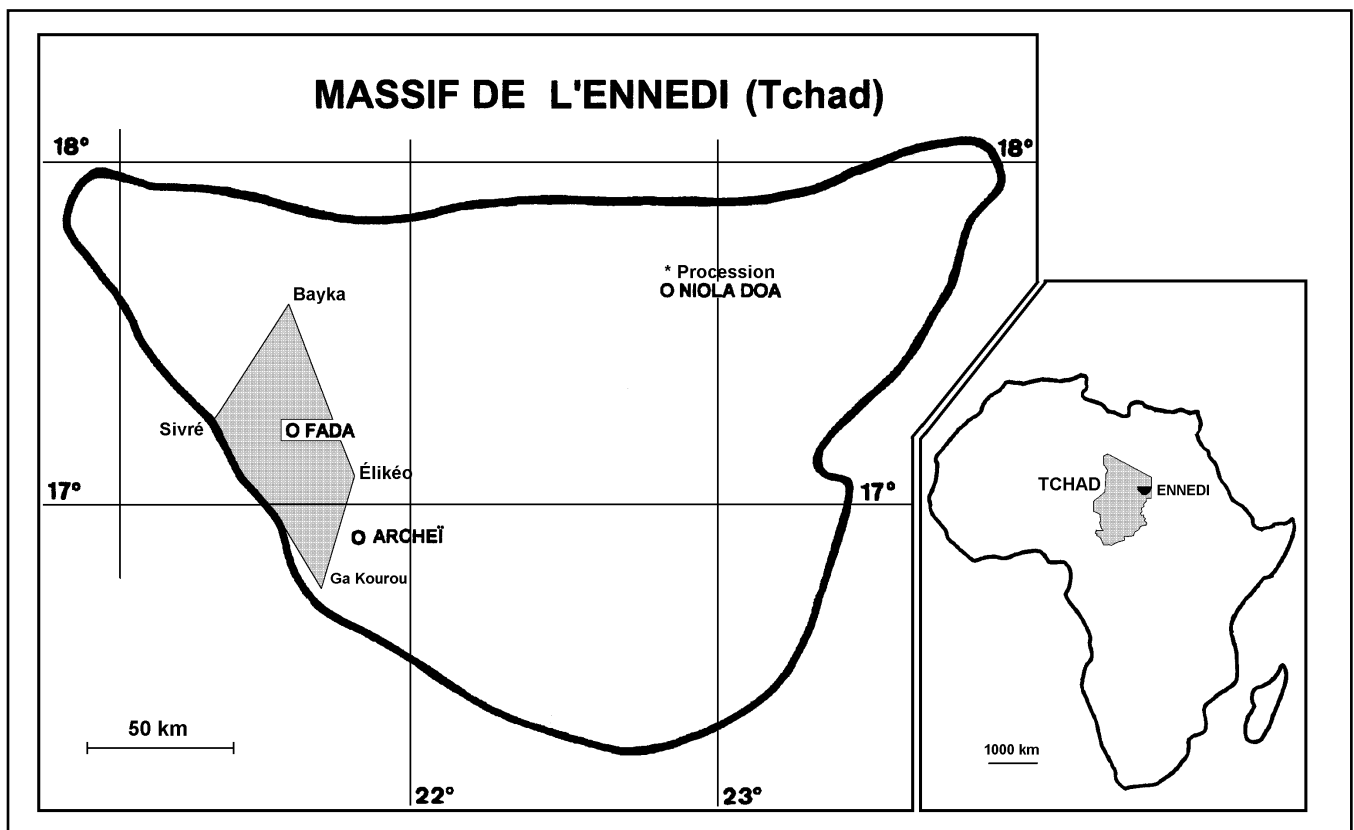 MASSIF DE L'ENNEDI (Tchad)
18°
18°
* Procession
O NIOLA DOA
Bayka
Sivré
O FADA
Élikéo
17°
17°
O ARCHEÏ
Ga Kourou
50 km
22°
23°
TCHAD
ENNEDI
1000 km